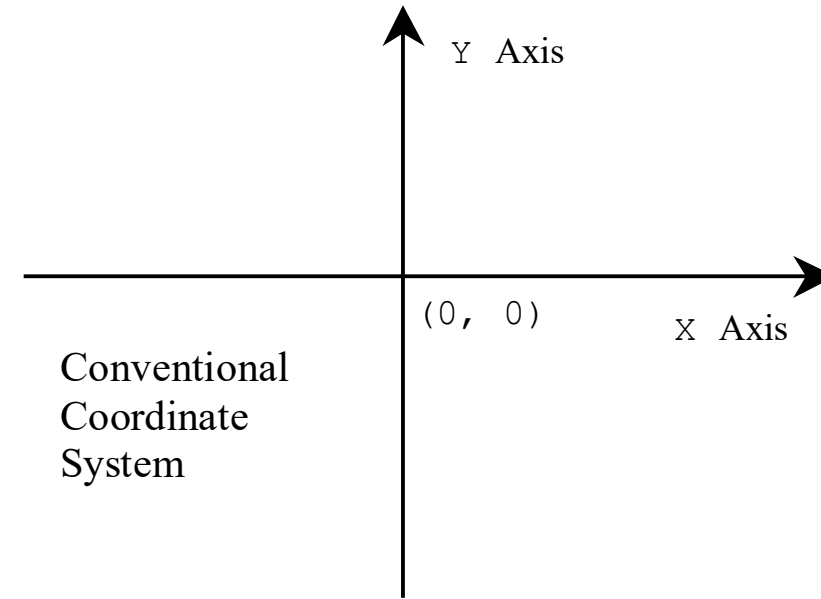 Y Axis
(0, 0)
X Axis
Conventional
Coordinate
System